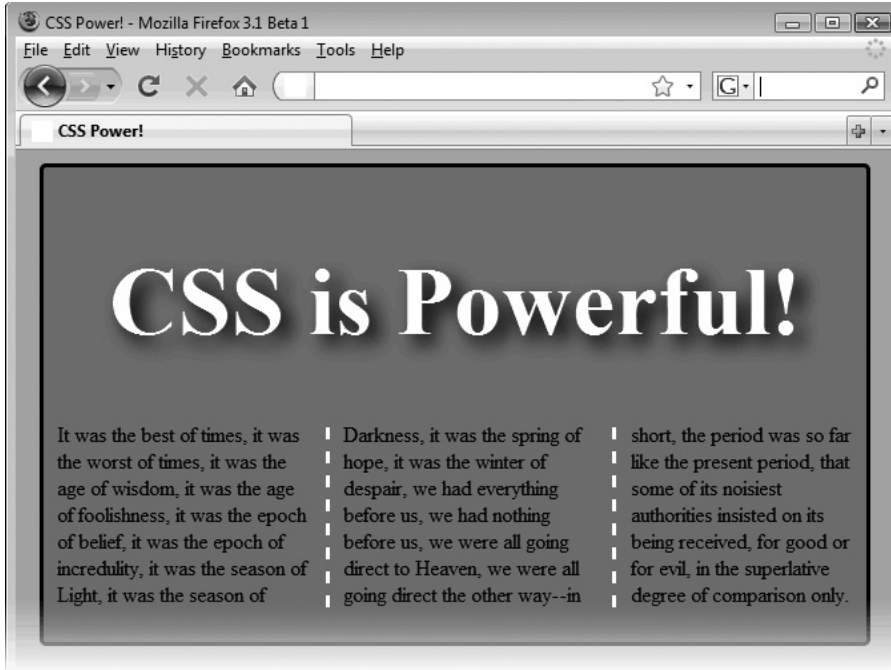 CSS Power! - Mozilla Firefox 3.1 Beta 1
File Edit View History Bookmarks Tools Help
G
CSS Power!
CSS is Powerful!
It was the best of times, it was
the worst of times, it was the
age of wisdom, it was the age
of foolishness, it was the epoch
of belief, it was the epoch of
incredulity, it was the season of
Light, it was the season of
Darkness, it was the spring of
hope, it was the winter of
despair, we had everything
before us, we had nothing
before us, we were all going
direct to Heaven, we were all
going direct the other way--in
short, the period was so far
like the present period, that
some of its noisiest
authorities insisted on its
being received, for good or
for evil, in the superlative
degree of comparison only.